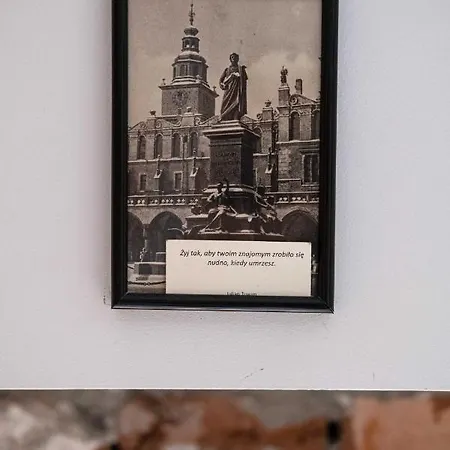 Żyj tak, aby twoim znajomym zrobiło się
nudno, kiedy umrzesz.
Julian Tuwim